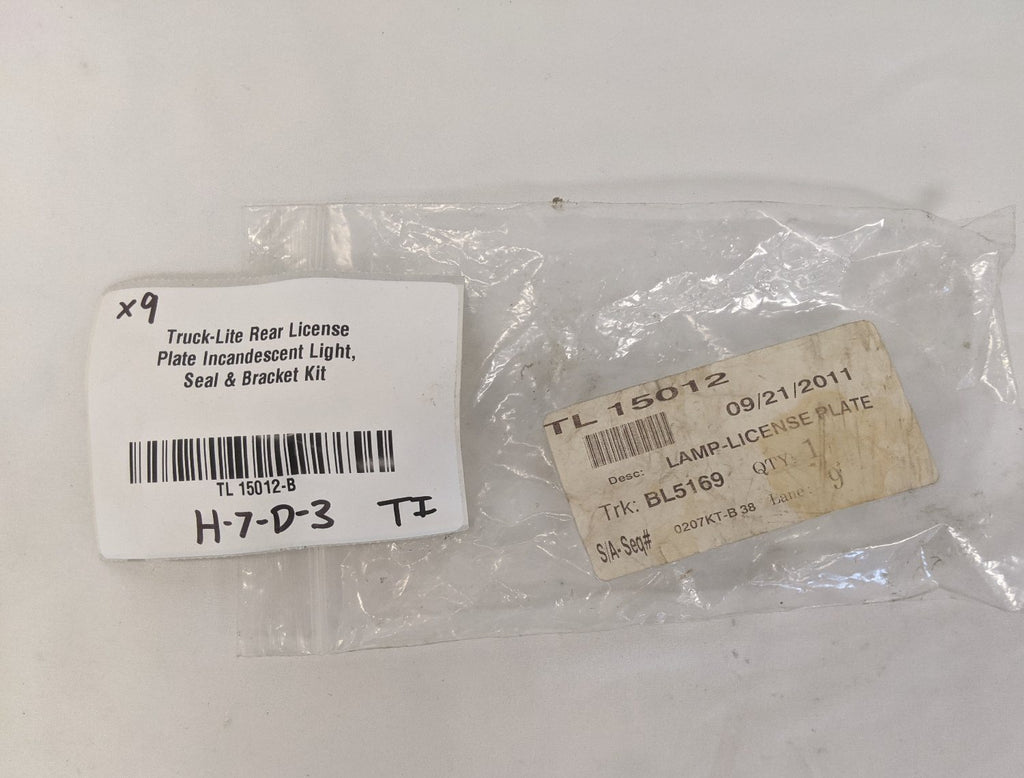 x9
Truck-Lite Rear License
Plate Incandescent Light,
Seal & Bracket Kit
TL 15012-B
H-7-D-3 TI
TL 15012
09/21/2011
Desc: LAMP-LICENSE PLATE
Trk: BL5169 QTY: 1
S/A- Seq# 0207KT-B 38 Lane: 9